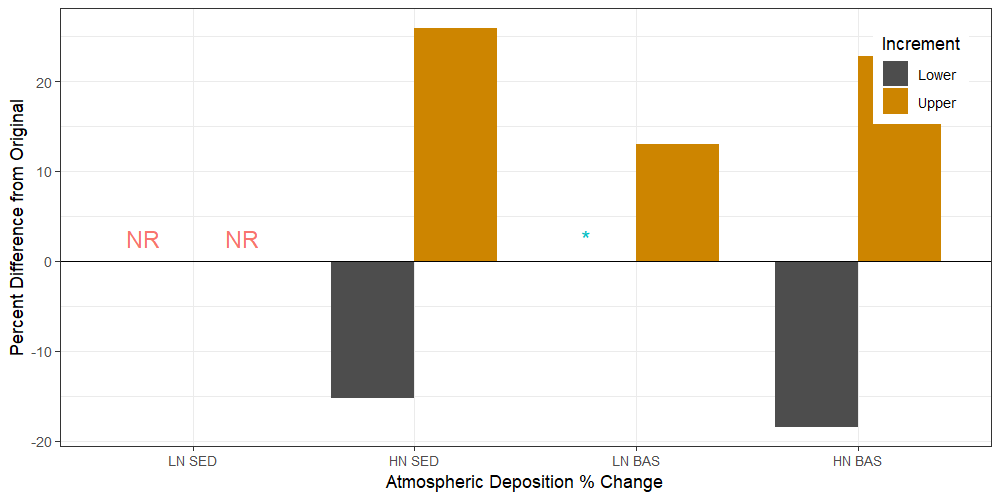 Percent Difference from Original
20
10
0
-10
-20
NR NR
*
Increment
Lower
Upper
LN SED HN SED LN BAS HN BAS
Atmospheric Deposition % Change